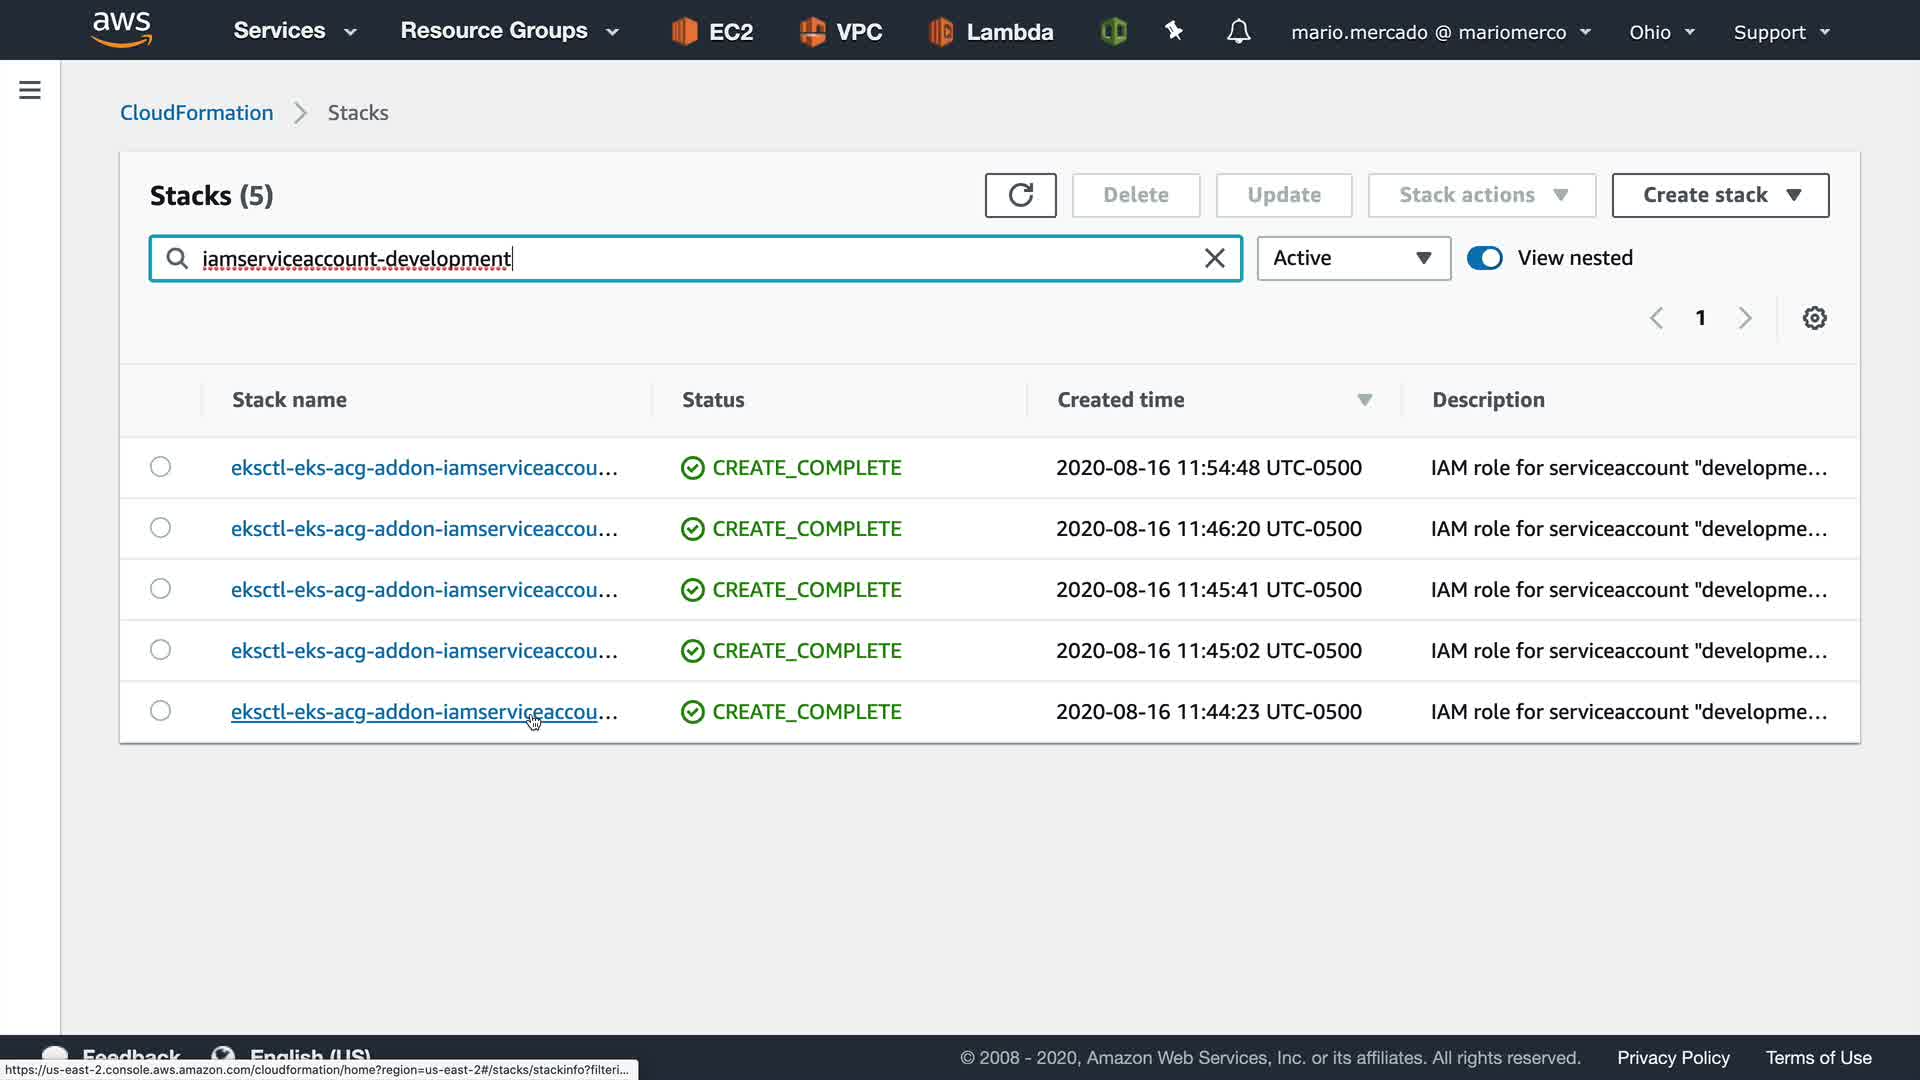 aws Services Resource Groups EC2 VPC Lambda mario.mercado @ mariomerco Ohio Support
CloudFormation Stacks
Stacks (5) Delete Update Stack actions Create stack
iamserviceaccount-development Active View nested
1
Stack name Status Created time Description
eksctl-eks-acg-addon-iamserviceaccou... CREATE_COMPLETE 2020-08-16 11:54:48 UTC-0500 IAM role for serviceaccount "developme...
eksctl-eks-acg-addon-iamserviceaccou... CREATE_COMPLETE 2020-08-16 11:46:20 UTC-0500 IAM role for serviceaccount "developme...
eksctl-eks-acg-addon-iamserviceaccou... CREATE_COMPLETE 2020-08-16 11:45:41 UTC-0500 IAM role for serviceaccount "developme...
eksctl-eks-acg-addon-iamserviceaccou... CREATE_COMPLETE 2020-08-16 11:45:02 UTC-0500 IAM role for serviceaccount "developme...
eksctl-eks-acg-addon-iamserviceaccou... CREATE_COMPLETE 2020-08-16 11:44:23 UTC-0500 IAM role for serviceaccount "developme...
Feedback English (US) © 2008 - 2020, Amazon Web Services, Inc. or its affiliates. All rights reserved. Privacy Policy Terms of Use
https://us-east-2.console.aws.amazon.com/cloudformation/home?region=us-east-2#/stacks/stackinfo?filteri...